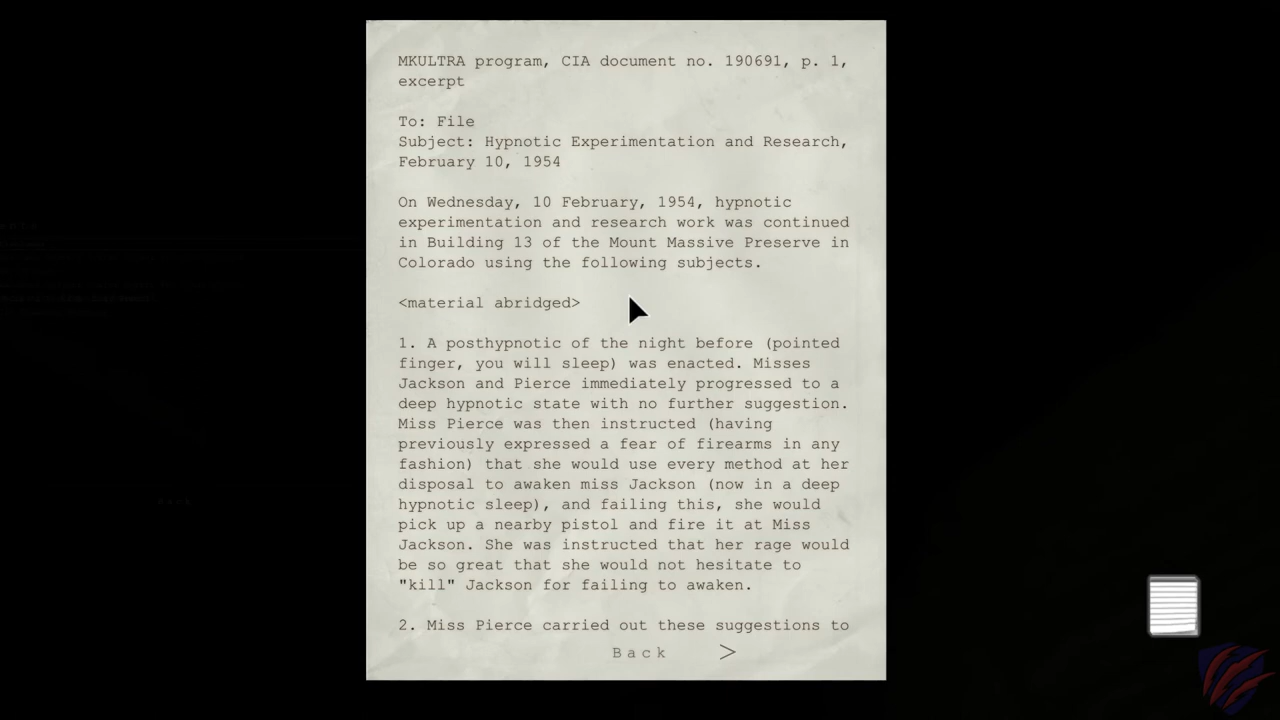 MKULTRA program, CIA document no. 190691, p. 1,
excerpt
To: File
Subject: Hypnotic Experimentation and Research,
February 10, 1954
On Wednesday, 10 February, 1954, hypnotic
experimentation and research work was continued
in Building 13 of the Mount Massive Preserve in
Colorado using the following subjects.
<material abridged>
1. A posthypnotic of the night before (pointed
finger, you will sleep) was enacted. Misses
Jackson and Pierce immediately progressed to a
deep hypnotic state with no further suggestion.
Miss Pierce was then instructed (having
previously expressed a fear of firearms in any
fashion) that she would use every method at her
disposal to awaken miss Jackson (now in a deep
hypnotic sleep), and failing this, she would
pick up a nearby pistol and fire it at Miss
Jackson. She was instructed that her rage would
be so great that she would not hesitate to
"kill" Jackson for failing to awaken.
2. Miss Pierce carried out these suggestions to
Back >
Back